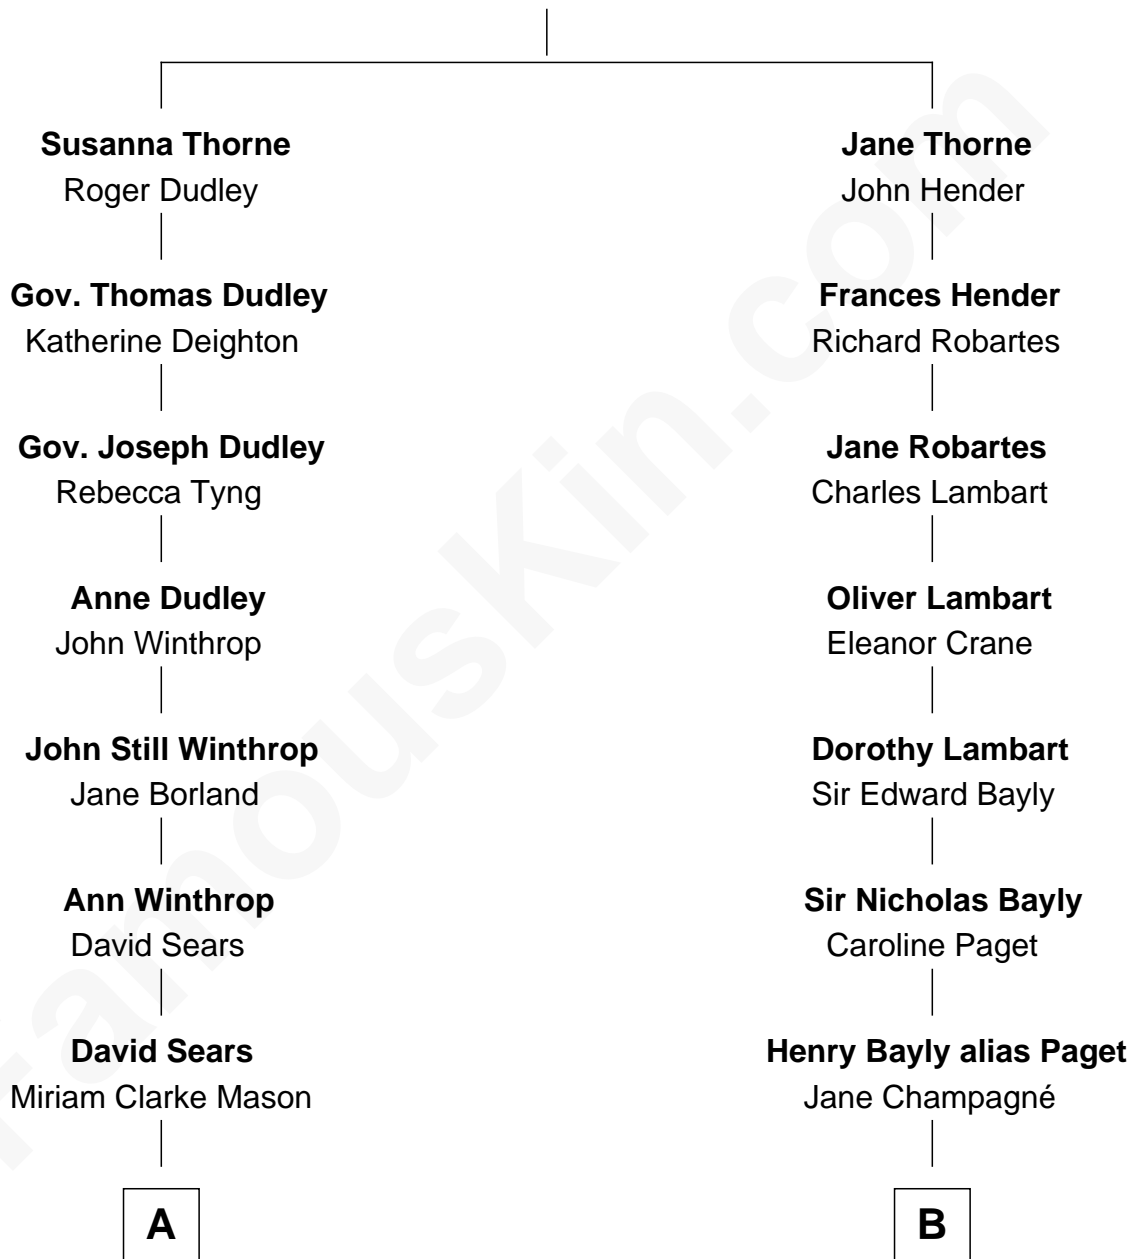 Susanna Thorne
Roger Dudley
Gov. Thomas Dudley
Katherine Deighton
Gov. Joseph Dudley
Rebecca Tyng
Anne Dudley
John Winthrop
John Still Winthrop
Jane Borland
Ann Winthrop
David Sears
David Sears
Miriam Clarke Mason
A
Jane Thorne
John Hender
Frances Hender
Richard Robartes
Jane Robartes
Charles Lambart
Oliver Lambart
Eleanor Crane
Dorothy Lambart
Sir Edward Bayly
Sir Nicholas Bayly
Caroline Paget
Henry Bayly alias Paget
Jane Champagné
B
FamousKin.com